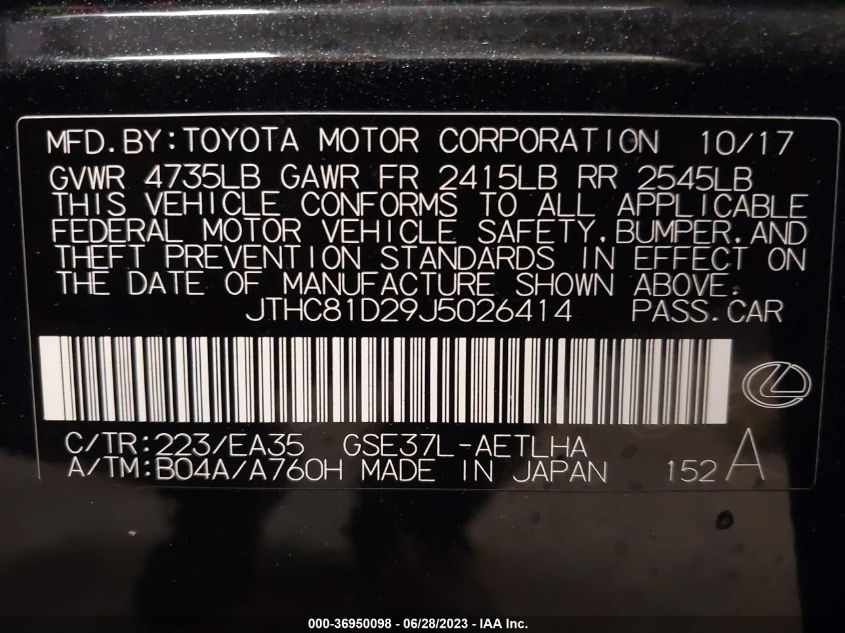 MFD.BY:TOYOTA MOTOR CORPORATION 10/17
GVWR 4735LB GAWR FR 2415LB RR 2545LB
THIS VEHICLE CONFORMS TO ALL APPLICABLE
FEDERAL MOTOR VEHICLE SAFETY,BUMPER,AND
THEFT PREVENTION STANDARDS IN EFFECT ON
THE DATE OF MANUFACTURE SHOWN ABOVE.
JTHC81D29J5026414 PASS.CAR
C/TR:223/EA35 GSE37L-AETLHA
A/TM:B04A/A760H MADE IN JAPAN 152 A
000-36950098 - 06/28/2023 - IAA Inc.